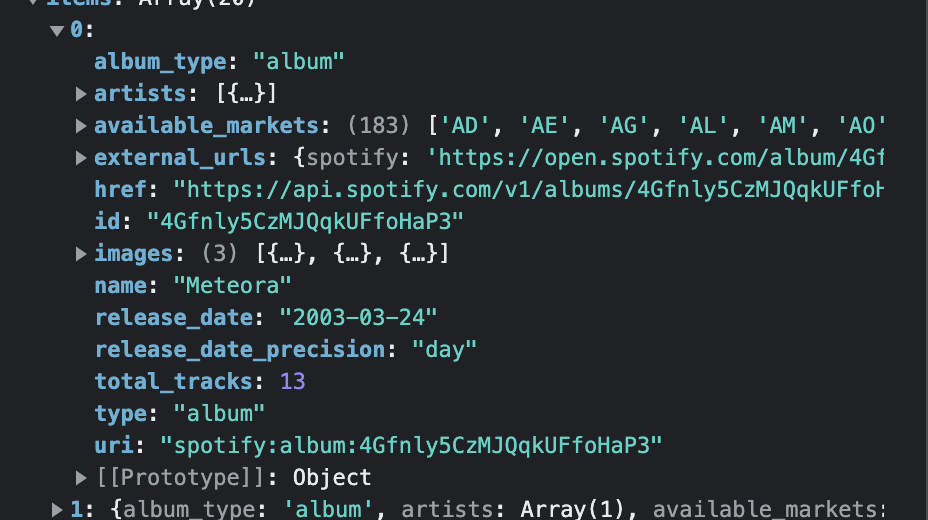 items: Array(20)
0:
album_type: "album"
artists: [{…}]
available_markets: (183) ['AD', 'AE', 'AG', 'AL', 'AM', 'AO'
external_urls: {spotify: 'https://open.spotify.com/album/4Gf
href: "https://api.spotify.com/v1/albums/4Gfnly5CzMJQqkUFfoH
id: "4Gfnly5CzMJQqkUFfoHaP3"
images: (3) [{…}, {…}, {…}]
name: "Meteora"
release_date: "2003-03-24"
release_date_precision: "day"
total_tracks: 13
type: "album"
uri: "spotify:album:4Gfnly5CzMJQqkUFfoHaP3"
[[Prototype]]: Object
1: {album_type: 'album', artists: Array(1), available_markets: